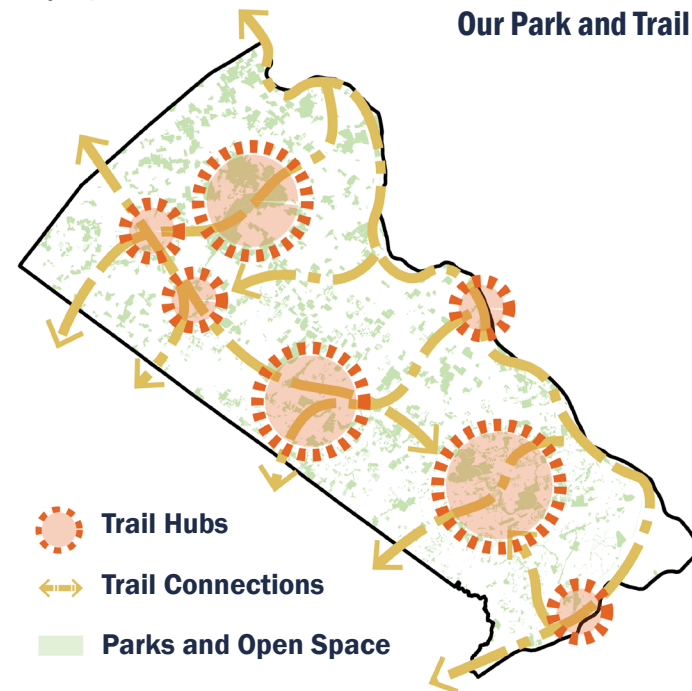 Our Park and Trail
Trail Hubs
Trail Connections
Parks and Open Space